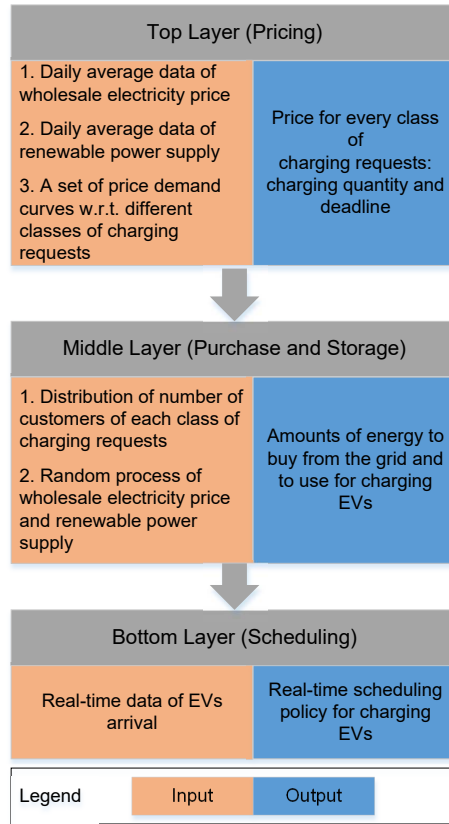 Top Layer (Pricing)
1. Daily average data of
wholesale electricity price
2. Daily average data of
renewable power supply
3. A set of price demand
curves w.r.t. different
classes of charging
requests
Price for every class
of
charging requests:
charging quantity and
deadline
Middle Layer (Purchase and Storage)
1. Distribution of number of
customers of each class of
charging requests
2. Random process of
wholesale electricity price
and renewable power
supply
Amounts of energy to
buy from the grid and
to use for charging
EVs
Bottom Layer (Scheduling)
Real-time data of EVs
arrival
Real-time scheduling
policy for charging
EVs
Legend
Input
Output